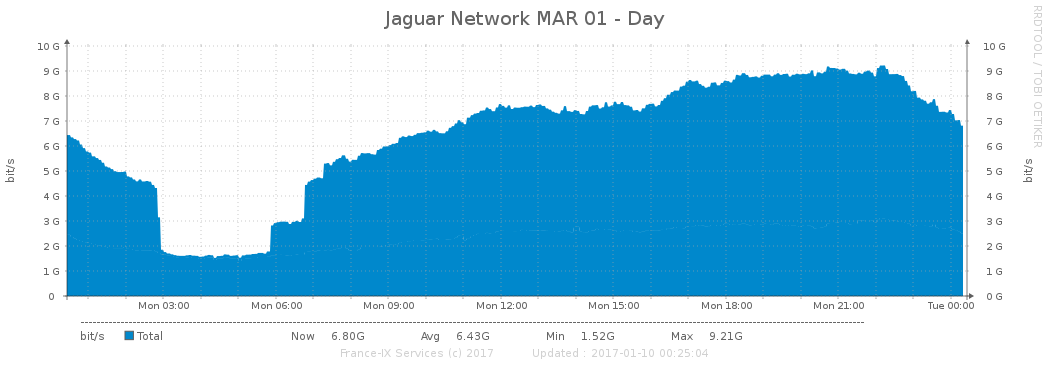 Jaguar Network MAR 01 - Day
RRDTOOL / TOBI OETIKER
bit/s
10 G
9 G
8 G
7 G
6 G
5 G
4 G
3 G
2 G
1 G
0
10 G
9 G
8 G
7 G
6 G
5 G
4 G
3 G
2 G
1 G
0 G
bit/s
Mon 03:00 Mon 06:00 Mon 09:00 Mon 12:00 Mon 15:00 Mon 18:00 Mon 21:00 Tue 00:00
bit/s Total Now 6.80G Avg 6.43G Min 1.52G Max 9.21G
France-IX Services (c) 2017 Updated : 2017-01-10 00:25:04